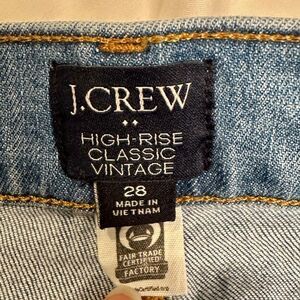 J.CREW
HIGH-RISE
CLASSIC
VINTAGE
28
MADE IN
VIETNAM
FAIR TRADE
CERTIFIED
FACTORY